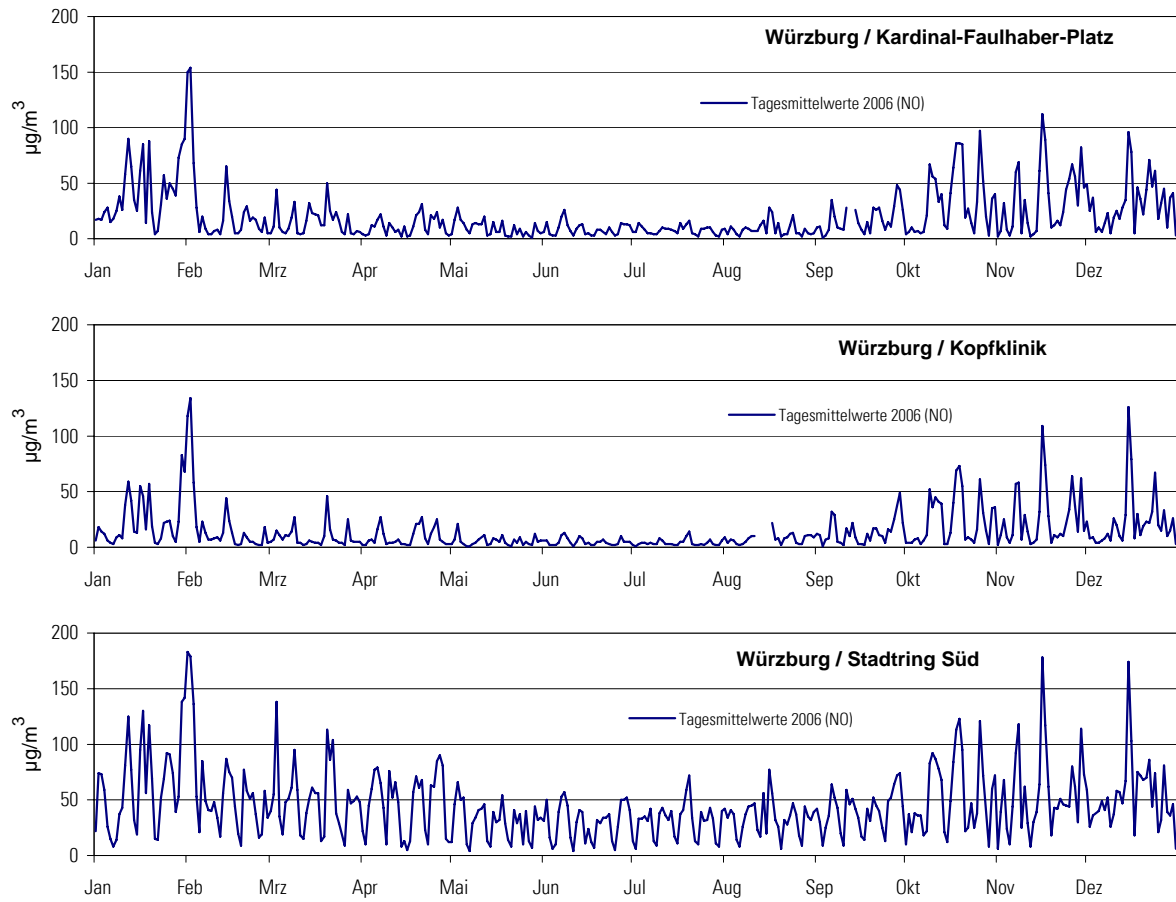 200
Würzburg / Kardinal-Faulhaber-Platz
150
µg/m³
Tagesmittelwerte 2006 (NO)
100
50
0
Jan Feb Mrz Apr Mai Jun Jul Aug Sep Okt Nov Dez
200
Würzburg / Kopfklinik
150
µg/m³
Tagesmittelwerte 2006 (NO)
100
50
0
Jan Feb Mrz Apr Mai Jun Jul Aug Sep Okt Nov Dez
200
Würzburg / Stadtring Süd
150
µg/m³
Tagesmittelwerte 2006 (NO)
100
50
0
Jan Feb Mrz Apr Mai Jun Jul Aug Sep Okt Nov Dez